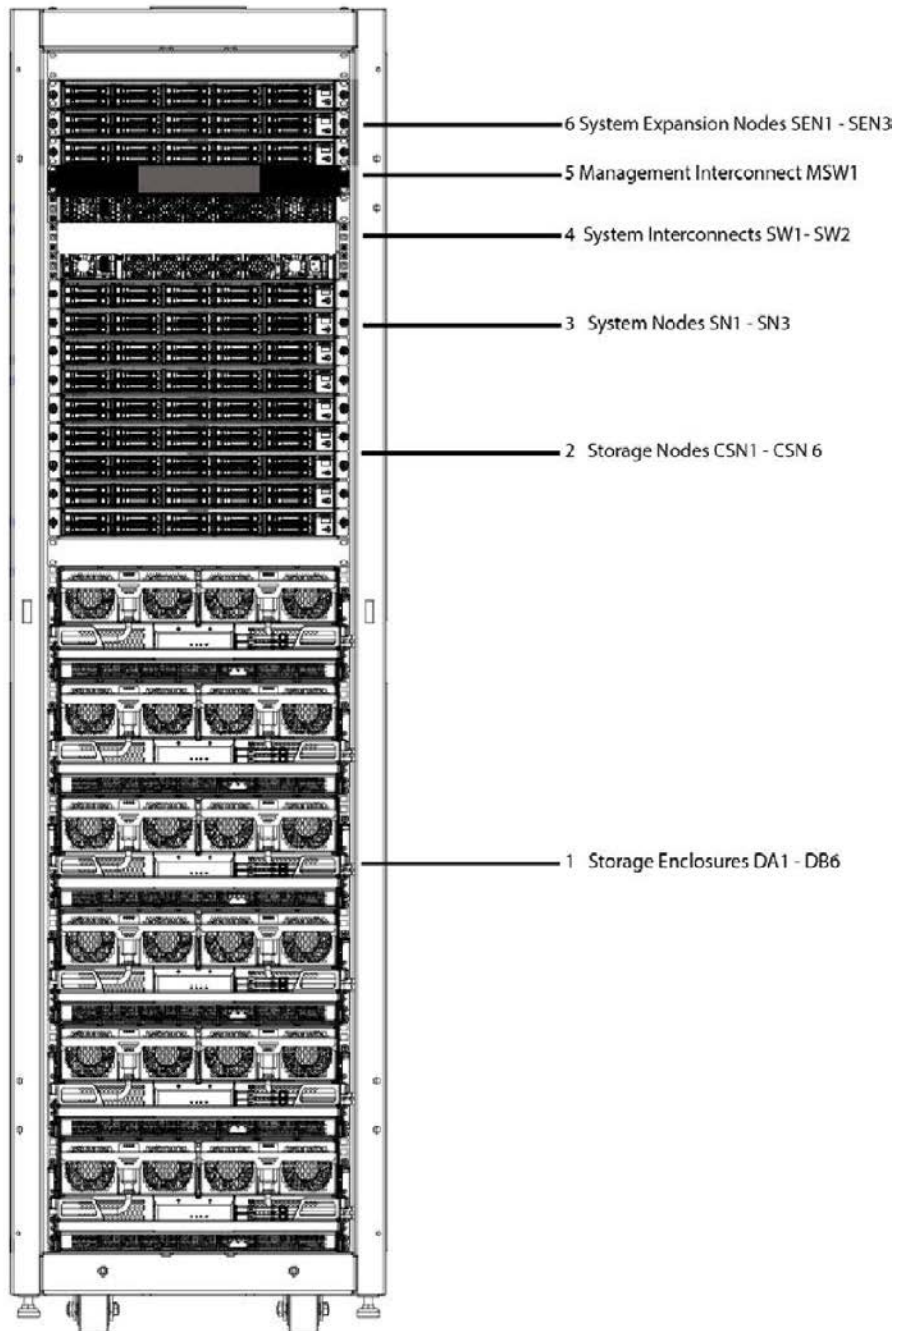 6 System Expansion Nodes SEN1 - SEN3
5 Management Interconnect MSW1
4 System Interconnects SW1- SW2
3 System Nodes SN1 - SN3
2 Storage Nodes CSN1 - CSN 6
1 Storage Enclosures DA1 - DB6